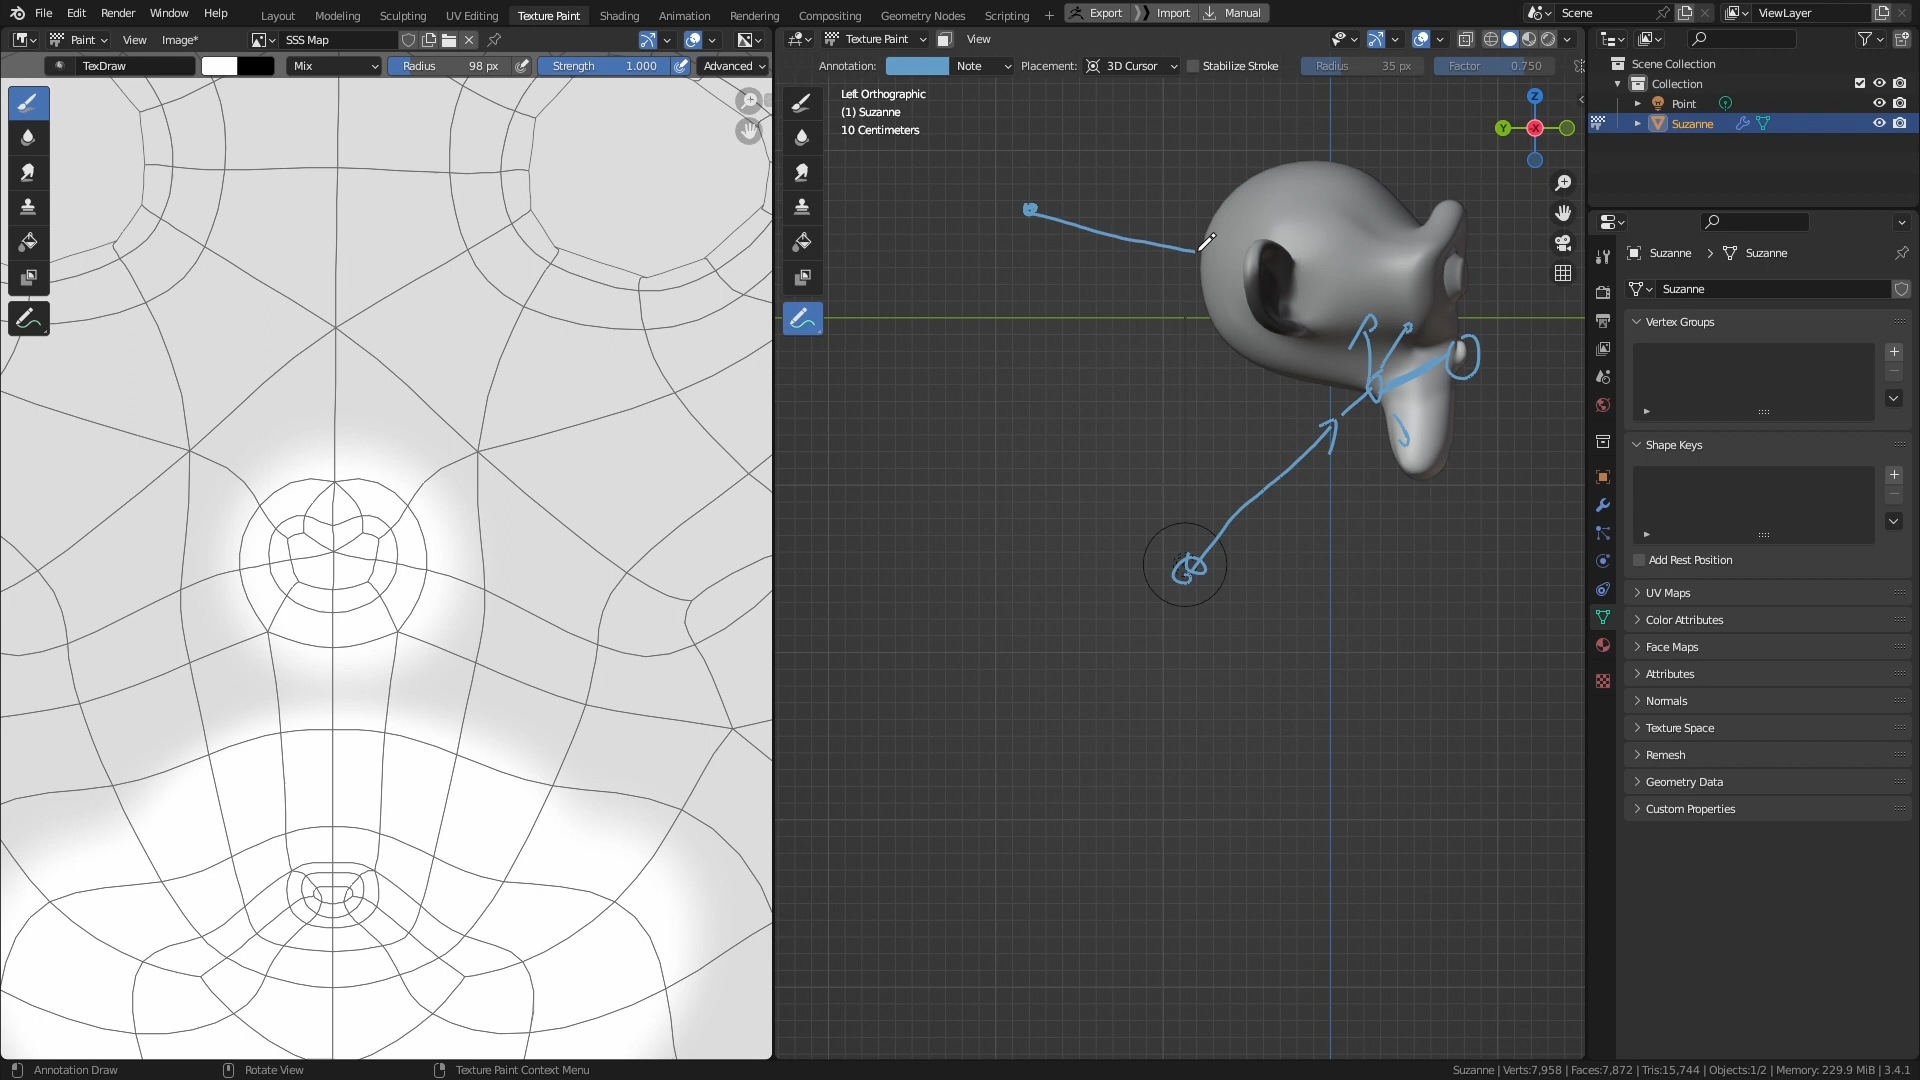 File Edit Render Window Help Layout Modeling Sculpting UV Editing Texture Paint Shading Animation Rendering Compositing Geometry Nodes Scripting + Export Import Manual Scene ViewLayer
Paint View Image* SSS Map Texture Paint View
TexDraw Mix Radius 98 px Strength 1.000 Advanced Annotation: Note Placement: 3D Cursor Stabilize Stroke Radius 35 px Factor 0.750
Scene Collection
Collection
Point
Suzanne
Left Orthographic
(1) Suzanne
10 Centimeters
Z
Y
X
Suzanne > Suzanne
Suzanne
Vertex Groups
Shape Keys
Add Rest Position
UV Maps
Color Attributes
Face Maps
Attributes
Normals
Texture Space
Remesh
Geometry Data
Custom Properties
Annotation Draw Rotate View Texture Paint Context Menu Suzanne | Verts:7,958 | Faces:7,872 | Tris:15,744 | Objects:1/2 | Memory: 229.9 MiB | 3.4.1